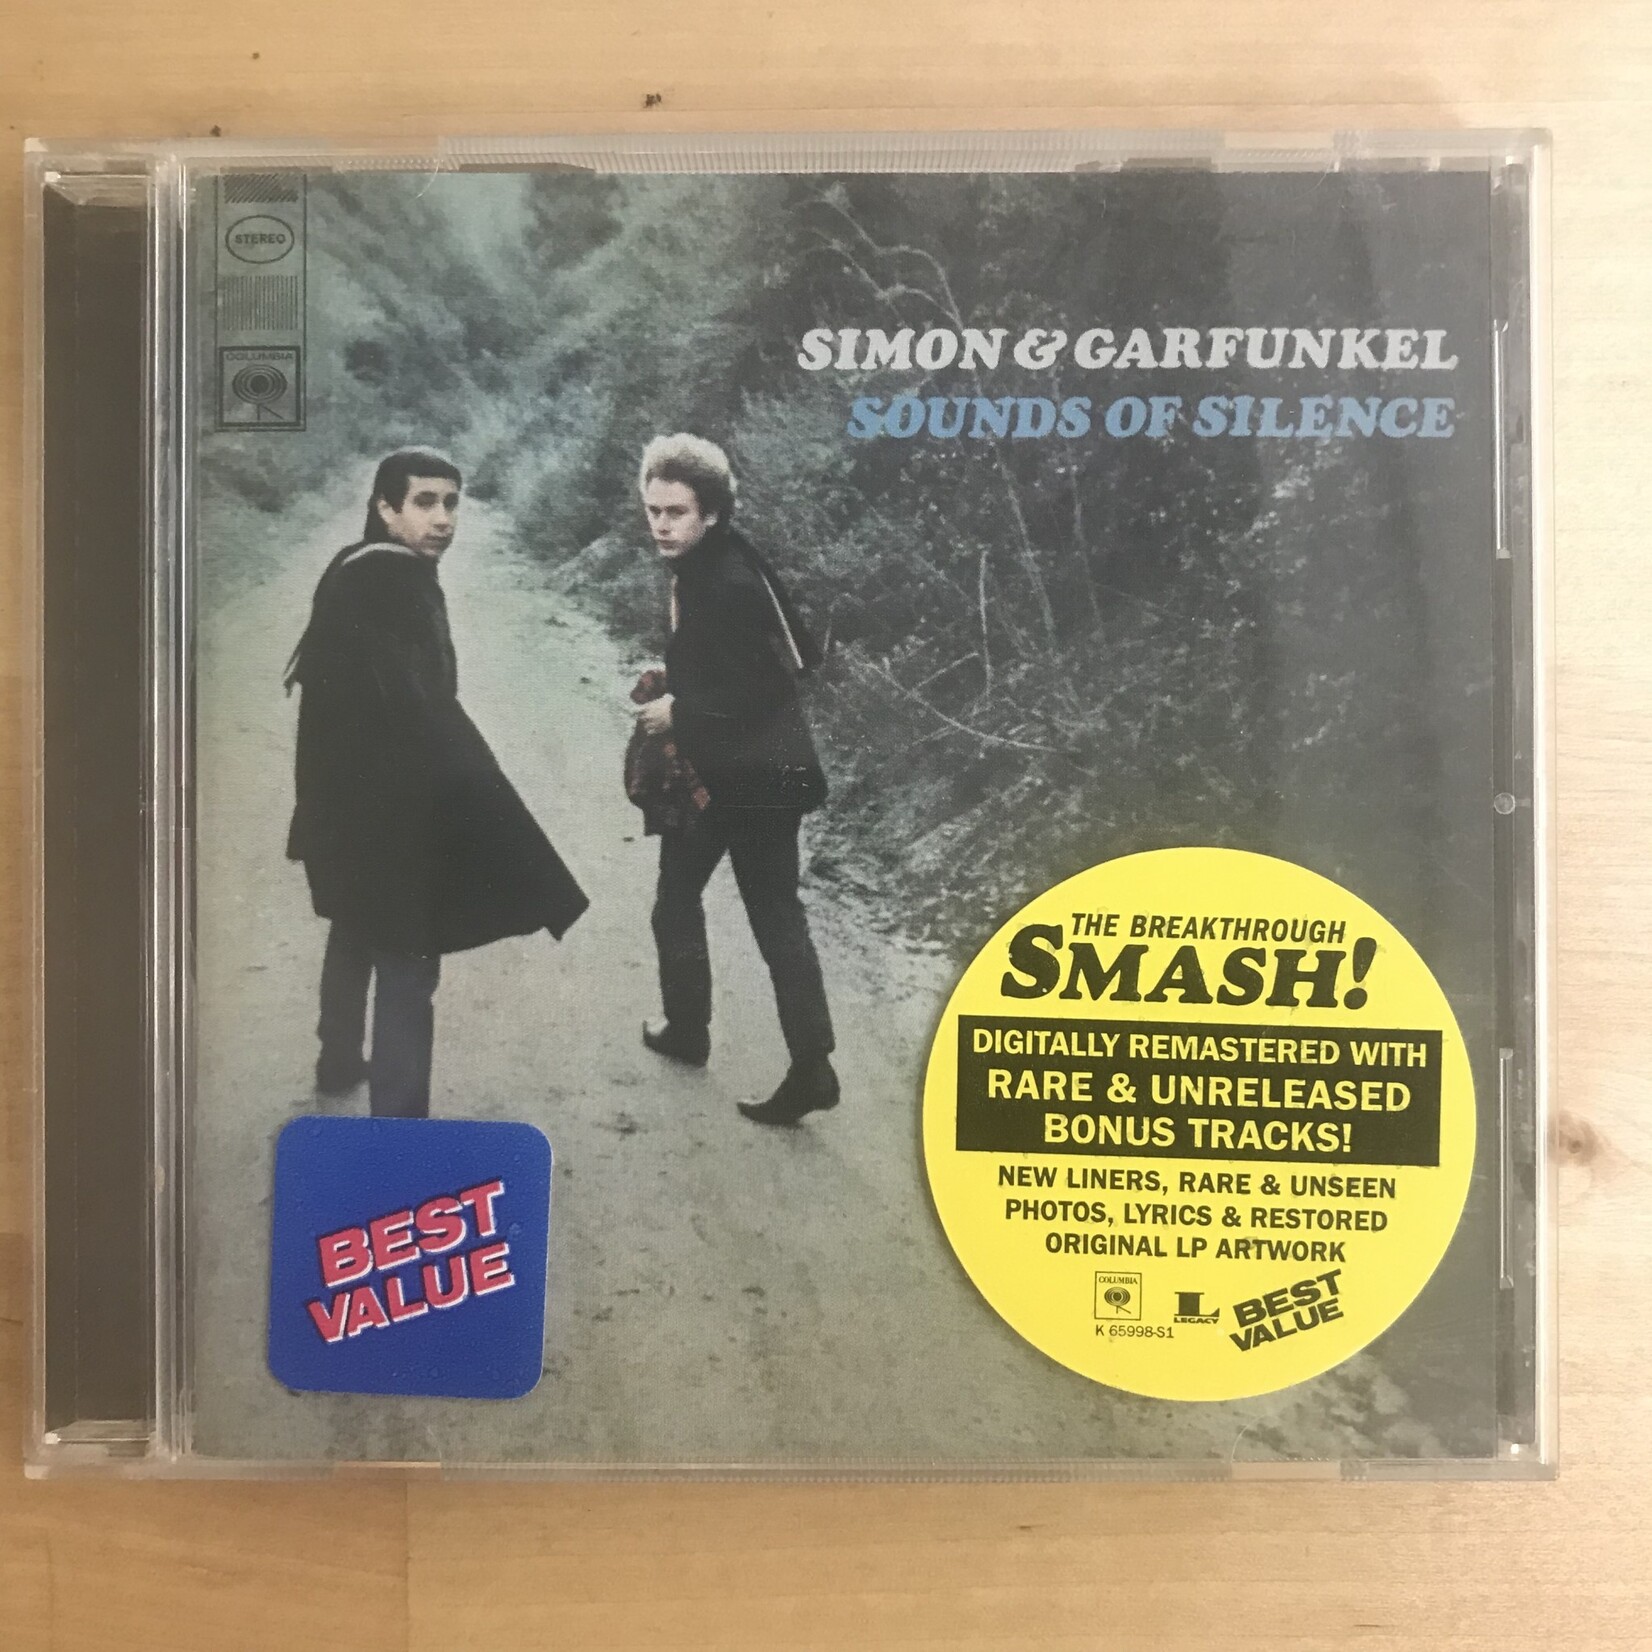 STEREO
COLUMBIA
SIMON & GARFUNKEL
SOUNDS OF SILENCE
THE BREAKTHROUGH
SMASH!
DIGITALLY REMASTERED WITH
RARE & UNRELEASED
BONUS TRACKS!
NEW LINERS, RARE & UNSEEN
PHOTOS, LYRICS & RESTORED
ORIGINAL LP ARTWORK
COLUMBIA
K 65998-S1
L
LEGACY
BEST
VALUE
BEST
VALUE